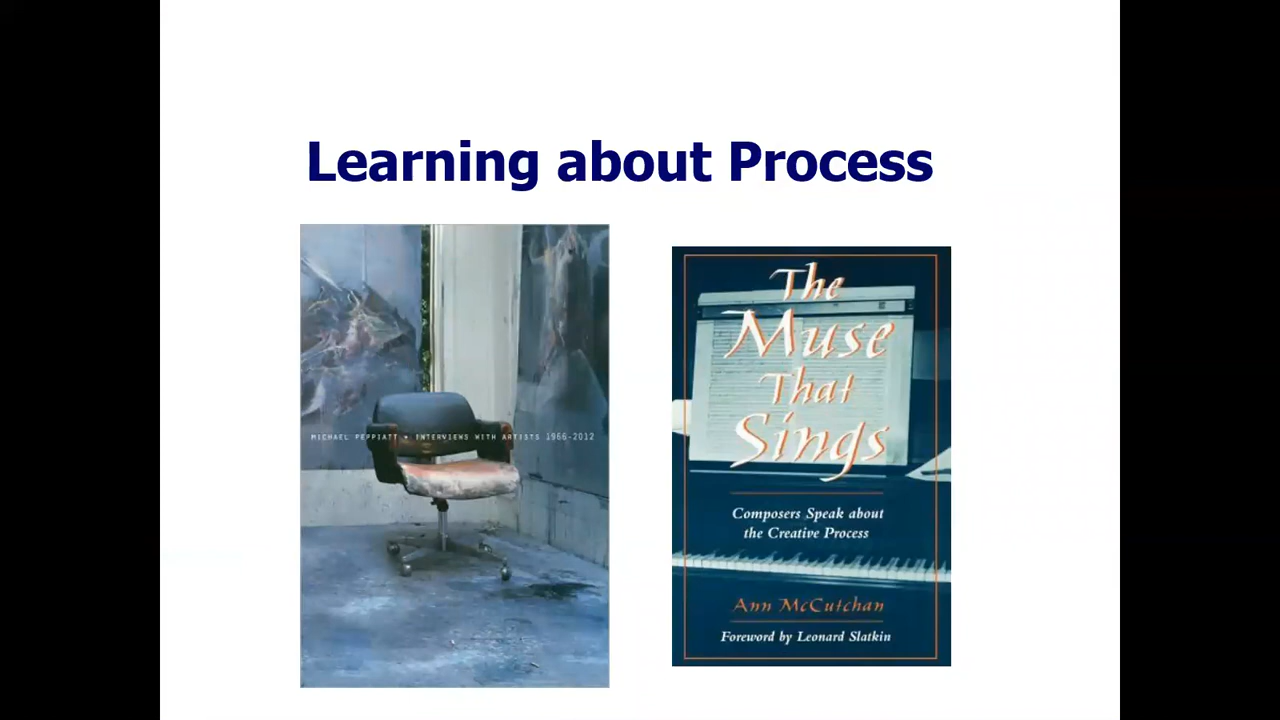 Learning about Process
MICHAEL PEPPIATT • INTERVIEWS WITH ARTISTS 1966-2012
The
Muse
That
Sings
Composers Speak about
the Creative Process
Ann McCutchan
Foreword by Leonard Slatkin